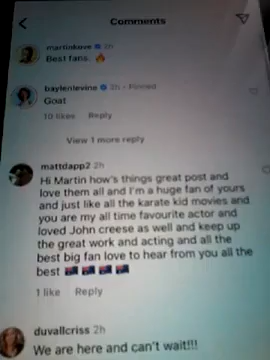 Comments
martinkove 2h
Best fans. 🔥
baylenlevine 2h • Pinned
Goat
10 likes Reply
View 1 more reply
mattdapp2 2h
Hi Martin how's things great post and
love them all and I'm a huge fan of yours
and just like all the karate kid movies and
you are my all time favourite actor and
loved John creese as well and keep up
the great work and acting and all the
best big fan love to hear from you all the
best 🇦🇺 🇦🇺 🇦🇺 🇦🇺
1 like Reply
duvallcriss 2h
We are here and can't wait!!!